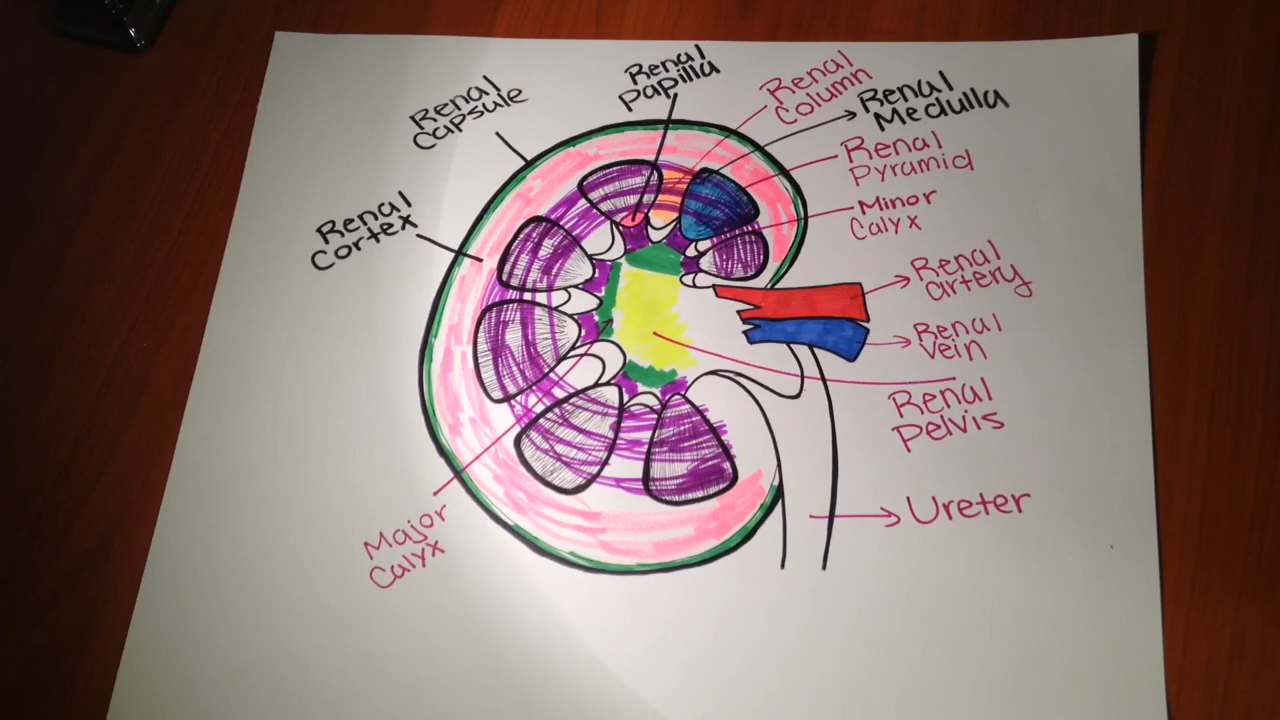 Renal
Capsule
Renal
Papilla
Renal
Column
Renal
Medulla
Renal
Pyramid
Minor
Calyx
Renal
Cortex
Renal
artery
Renal
Vein
Renal
Pelvis
Major
Calyx
Ureter